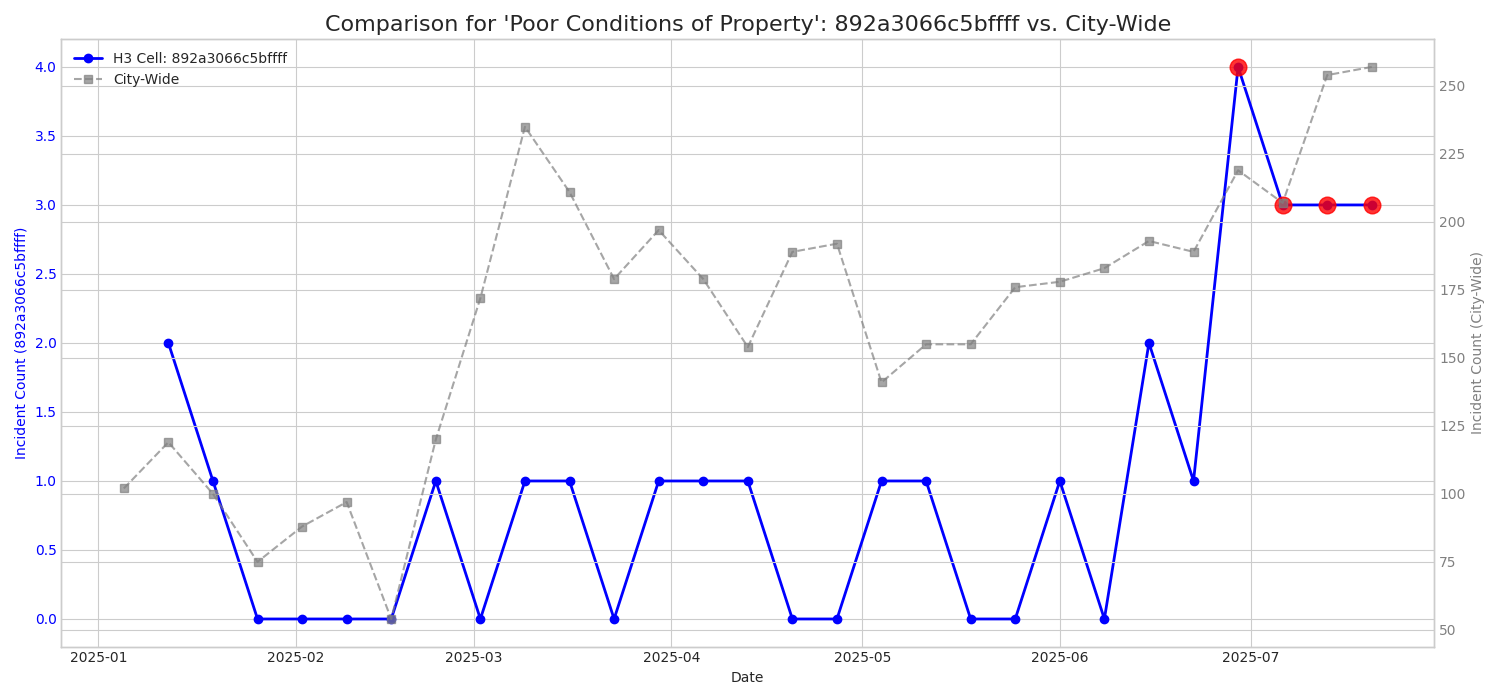 Comparison for 'Poor Conditions of Property': 892a3066c5bffff vs. City-Wide
H3 Cell: 892a3066c5bffff
City-Wide
Incident Count (892a3066c5bffff)
4.0
3.5
3.0
2.5
2.0
1.5
1.0
0.5
0.0
250
225
200
175
150
125
100
75
50
Incident Count (City-Wide)
2025-01 2025-02 2025-03 2025-04 2025-05 2025-06 2025-07
Date